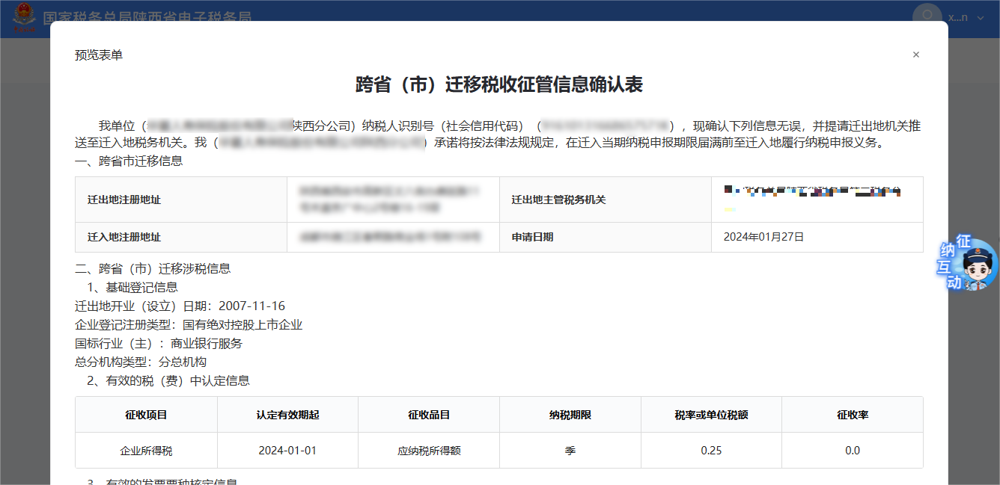 国家税务总局陕西省电子税务局
x...n
预览表单
×
跨省（市）迁移税收征管信息确认表
我单位（陕西分公司）纳税人识别号（社会信用代码）（），现确认下列信息无误，并提请迁出地机关推
送至迁入地税务机关。我（）承诺将按法律法规规定，在迁入当期纳税申报期限届满前至迁入地履行纳税申报义务。
一、跨省市迁移信息
迁出地注册地址
迁出地主管税务机关
迁入地注册地址
申请日期
2024年01月27日
二、跨省（市）迁移涉税信息
1、基础登记信息
迁出地开业（设立）日期：2007-11-16
企业登记注册类型：国有绝对控股上市企业
国标行业（主）：商业银行服务
总分机构类型：分总机构
2、有效的税（费）中认定信息
征收项目 认定有效期起 征收品目 纳税期限 税率或单位税额 征收率
企业所得税 2024-01-01 应纳税所得额 季 0.25 0.0
3、有效的发票票种核定信息
征纳互动